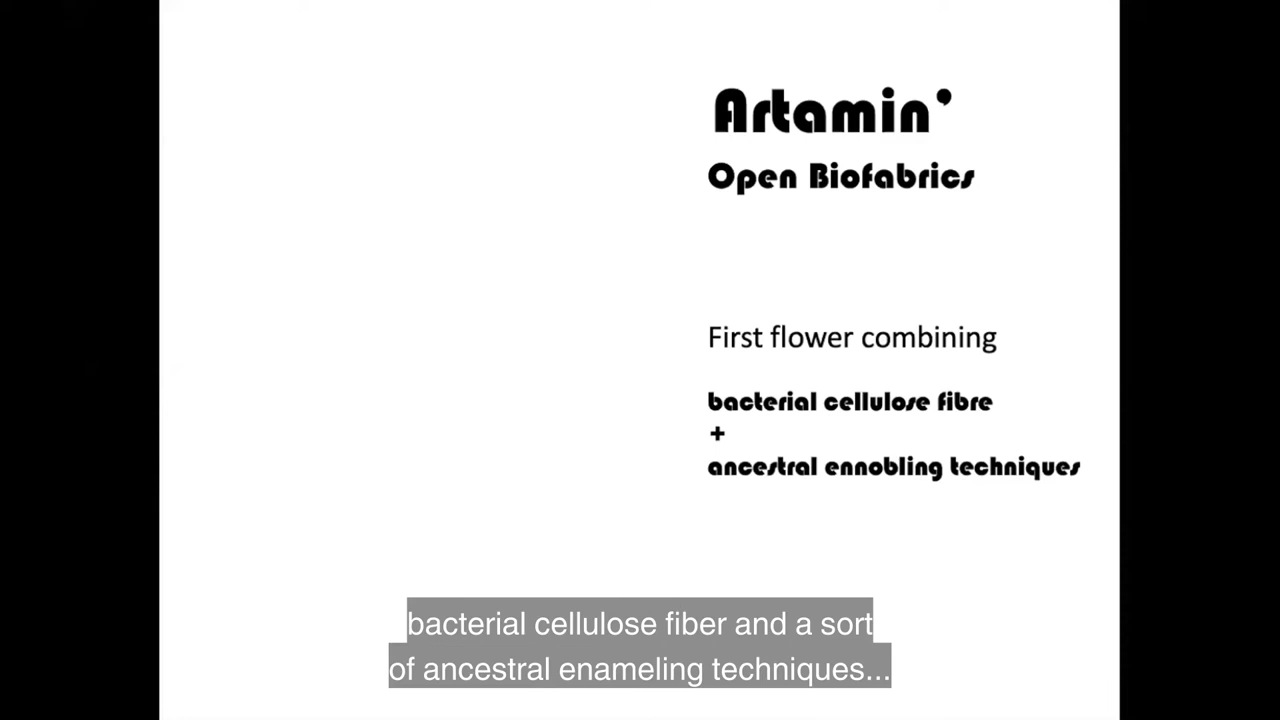 Artamin’
Open Biofabrics
First flower combining
bacterial cellulose fibre
+
ancestral ennobling techniques
bacterial cellulose fiber and a sort
of ancestral enameling techniques...